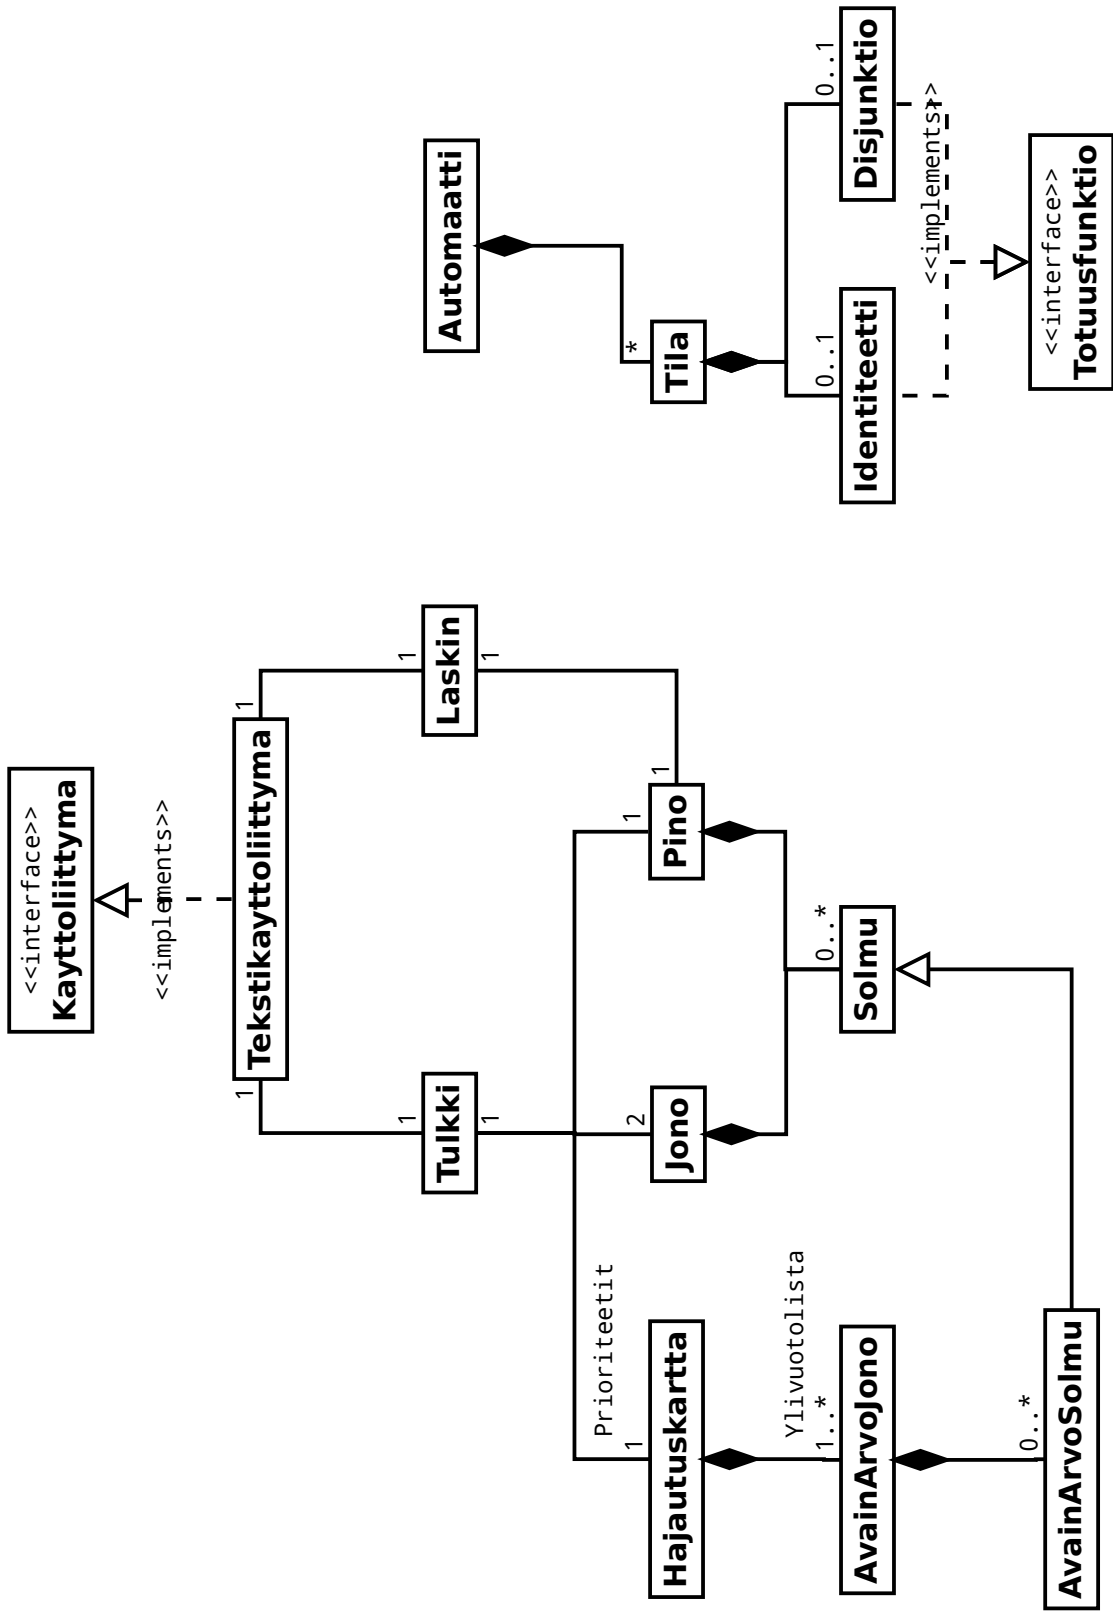 <<interface>>
Kayttoliittyma
<<implements>>
1
1
Tekstikayttoliittyma
1
1
Tulkki
Laskin
Automaatti
1
1
Prioriteetit
1
2
1
*
1
Hajautuskartta
Jono
Pino
Tila
Ylivuotolista
1..*
0..*
0..1
0..1
AvainArvoJono
Solmu
Identiteetti
Disjunktio
<<implements>>
0..*
<<interface>>
AvainArvoSolmu
Totuusfunktio